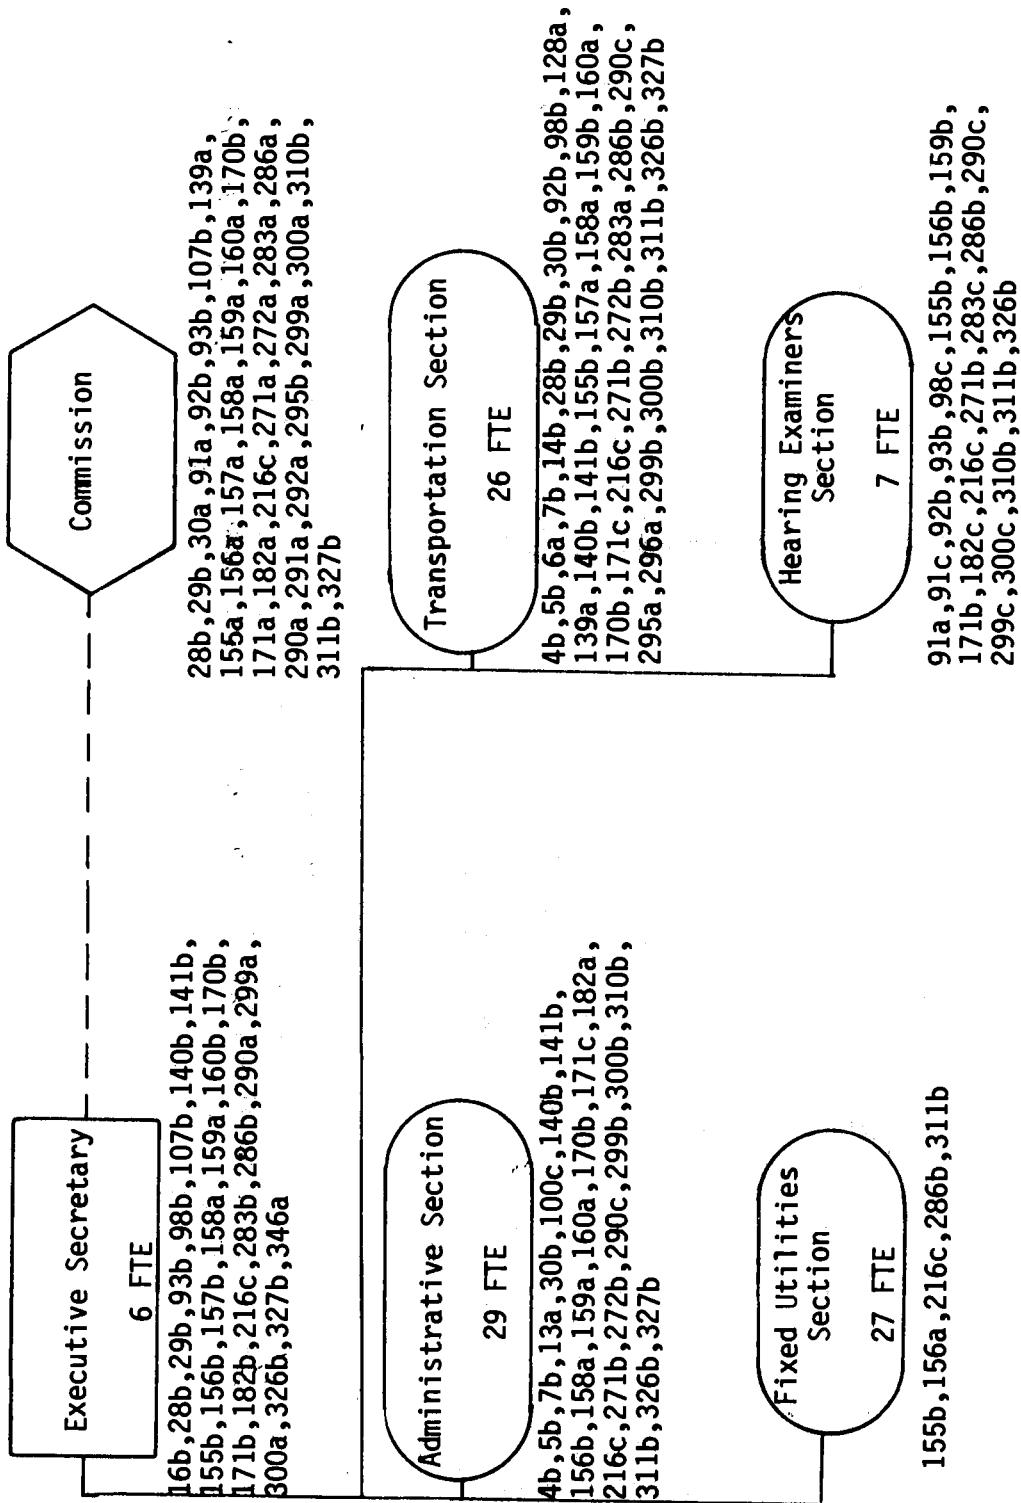 Executive Secretary
6 FTE
16b,28b,29b,93b,98b,107b,140b,141b,
155b,156b,157b,158a,159a,160b,170b,
171b,182b,216c,283b,286b,290a,299a,
300a,326b,327b,346a
Commission
28b,29b,30a,91a,92b,93b,107b,139a,
155a,156a,157a,158a,159a,160a,170b,
171a,182a,216c,271a,272a,283a,286a,
290a,291a,292a,295b,299a,300a,310b,
311b,327b
Administrative Section
29 FTE
4b,5b,7b,13a,30b,100c,140b,141b,
156b,158a,159a,160a,170b,171c,182a,
216c,271b,272b,290c,299b,300b,310b,
311b,326b,327b
Transportation Section
26 FTE
4b,5b,6a,7b,14b,28b,29b,30b,92b,98b,128a,
139a,140b,141b,155b,157a,158a,159b,160a,
170b,171c,216c,271b,272b,283a,286b,290c,
295a,296a,299b,300b,310b,311b,326b,327b
Fixed Utilities
Section
27 FTE
155b,156a,216c,286b,311b
Hearing Examiners
Section
7 FTE
91a,91c,92b,93b,98c,155b,156b,159b,
171b,182c,216c,271b,283c,286b,290c,
299c,300c,310b,311b,326b